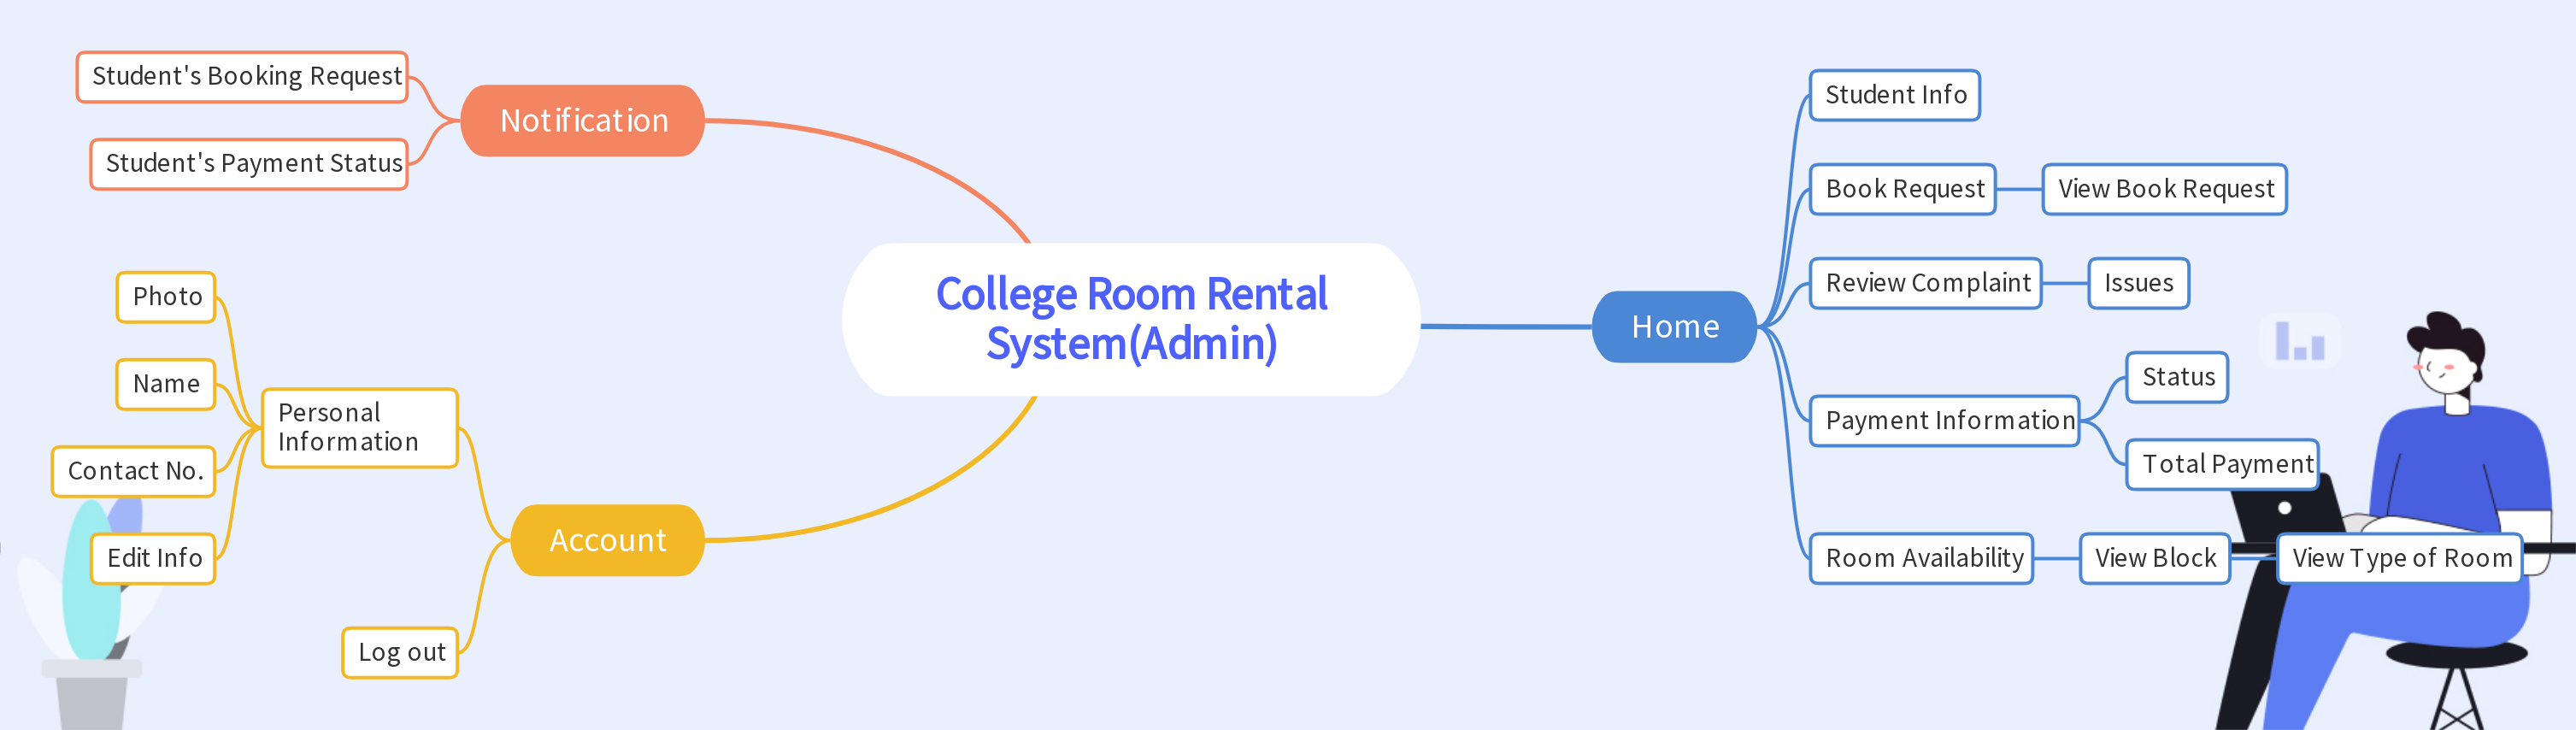 Student's Booking Request
Student's Payment Status
Notification
Photo
Name
Contact No.
Edit Info
Personal
Information
Log out
Account
College Room Rental
System(Admin)
Home
Student Info
Book Request
View Book Request
Review Complaint
Issues
Payment Information
Status
Total Payment
Room Availability
View Block
View Type of Room